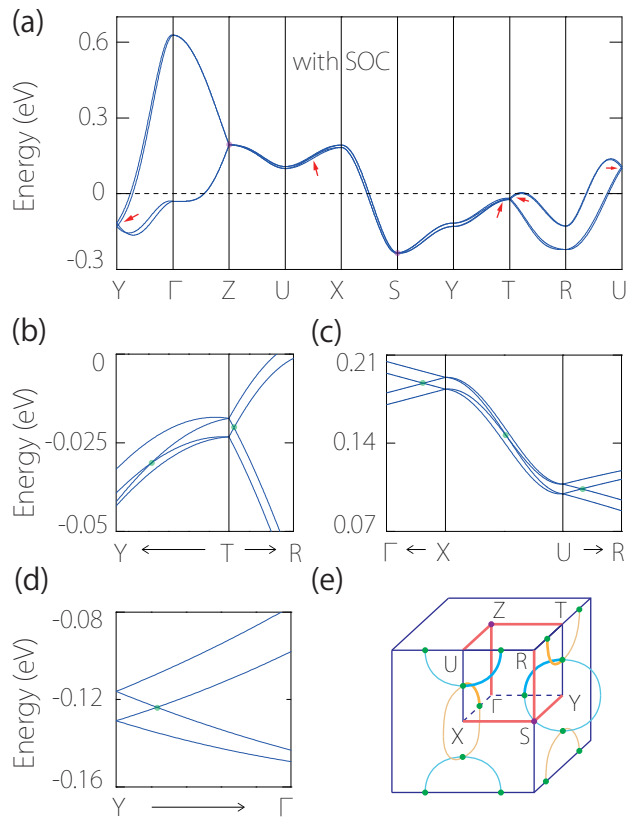 (a)
Energy (eV)
0.6
0.3
0
-0.3
with SOC
Y Γ Z U X S Y T R U
(b)
Energy (eV)
0
-0.025
-0.05
Y T R
(c)
0.21
0.14
0.07
Γ X U R
(d)
Energy (eV)
-0.08
-0.12
-0.16
Y Γ
(e)
Z T
U R
Γ Y
X S